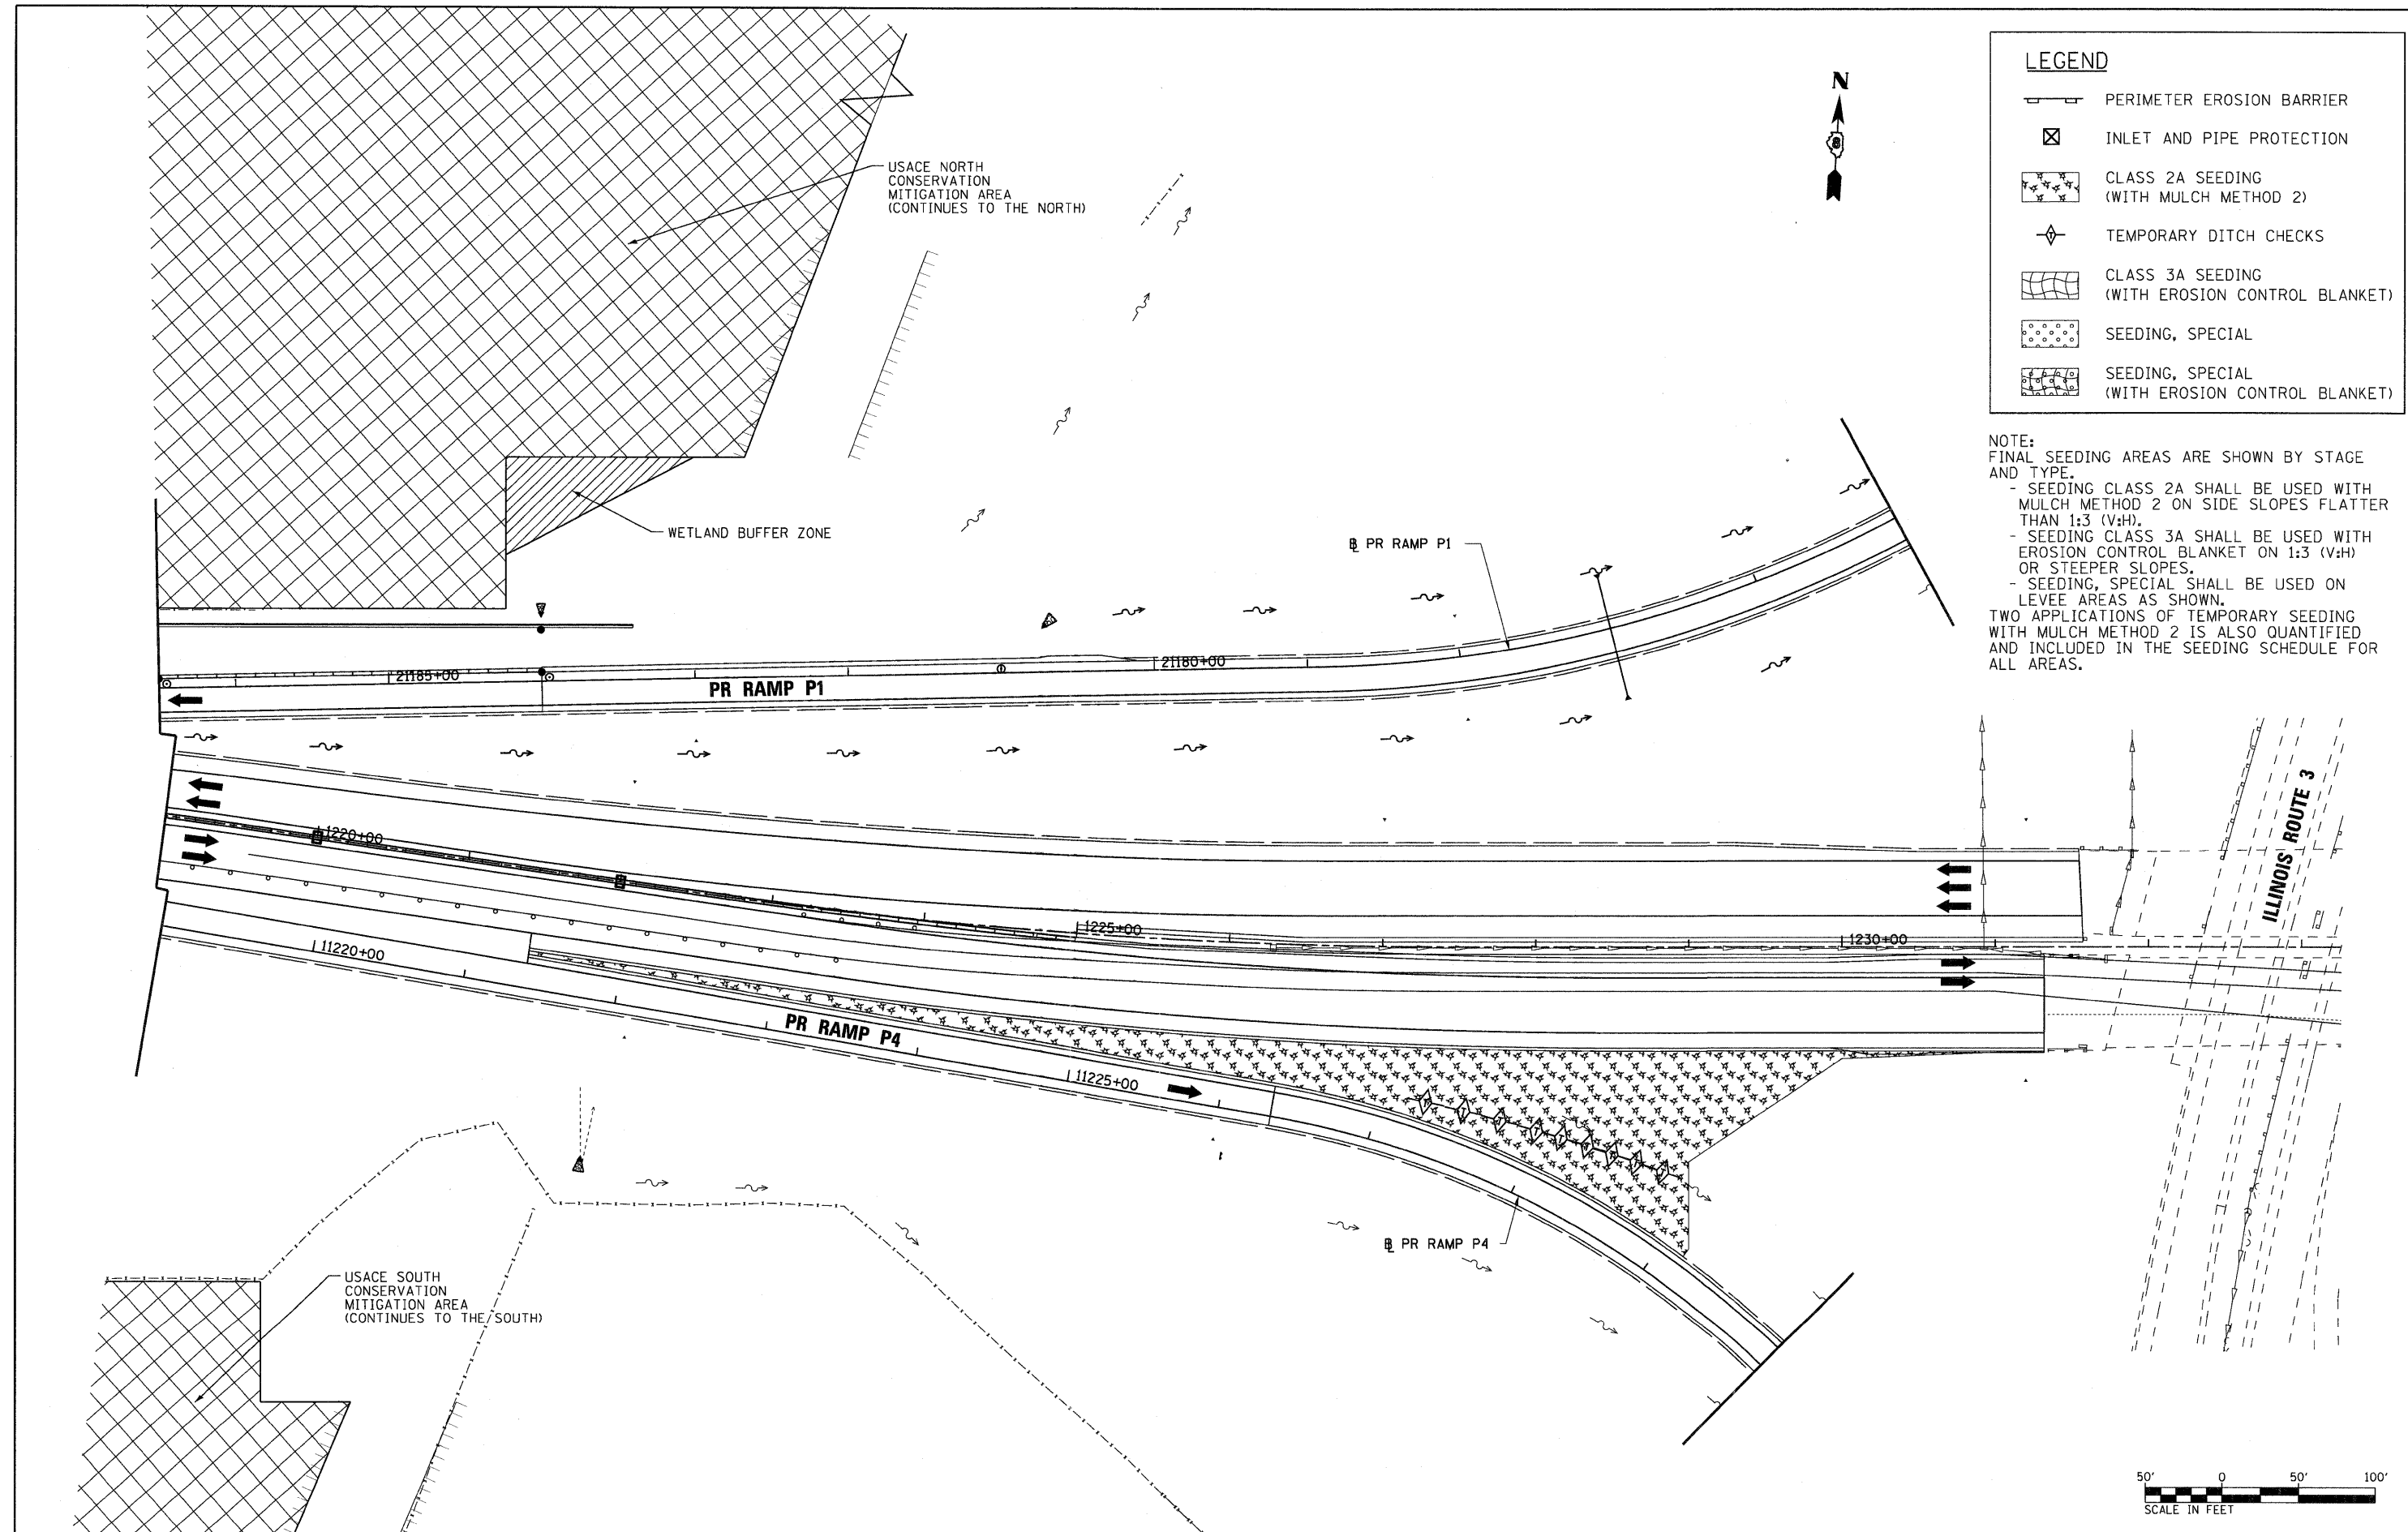 LEGEND
PERIMETER EROSION BARRIER
INLET AND PIPE PROTECTION
CLASS 2A SEEDING
(WITH MULCH METHOD 2)
TEMPORARY DITCH CHECKS
CLASS 3A SEEDING
(WITH EROSION CONTROL BLANKET)
SEEDING, SPECIAL
SEEDING, SPECIAL
(WITH EROSION CONTROL BLANKET)
NOTE:
FINAL SEEDING AREAS ARE SHOWN BY STAGE
AND TYPE.
- SEEDING CLASS 2A SHALL BE USED WITH
MULCH METHOD 2 ON SIDE SLOPES FLATTER
THAN 1:3 (V:H).
- SEEDING CLASS 3A SHALL BE USED WITH
EROSION CONTROL BLANKET ON 1:3 (V:H)
OR STEEPER SLOPES.
- SEEDING, SPECIAL SHALL BE USED ON
LEVEE AREAS AS SHOWN.
TWO APPLICATIONS OF TEMPORARY SEEDING
WITH MULCH METHOD 2 IS ALSO QUANTIFIED
AND INCLUDED IN THE SEEDING SCHEDULE FOR
ALL AREAS.
N
USACE NORTH
CONSERVATION
MITIGATION AREA
(CONTINUES TO THE NORTH)
WETLAND BUFFER ZONE
PR RAMP P1
21185+00
21180+00
PR RAMP P1
1220+00
1225+00
1230+00
ILLINOIS ROUTE 3
11220+00
PR RAMP P4
11225+00
PR RAMP P4
USACE SOUTH
CONSERVATION
MITIGATION AREA
(CONTINUES TO THE SOUTH)
50' 0 50' 100'
SCALE IN FEET